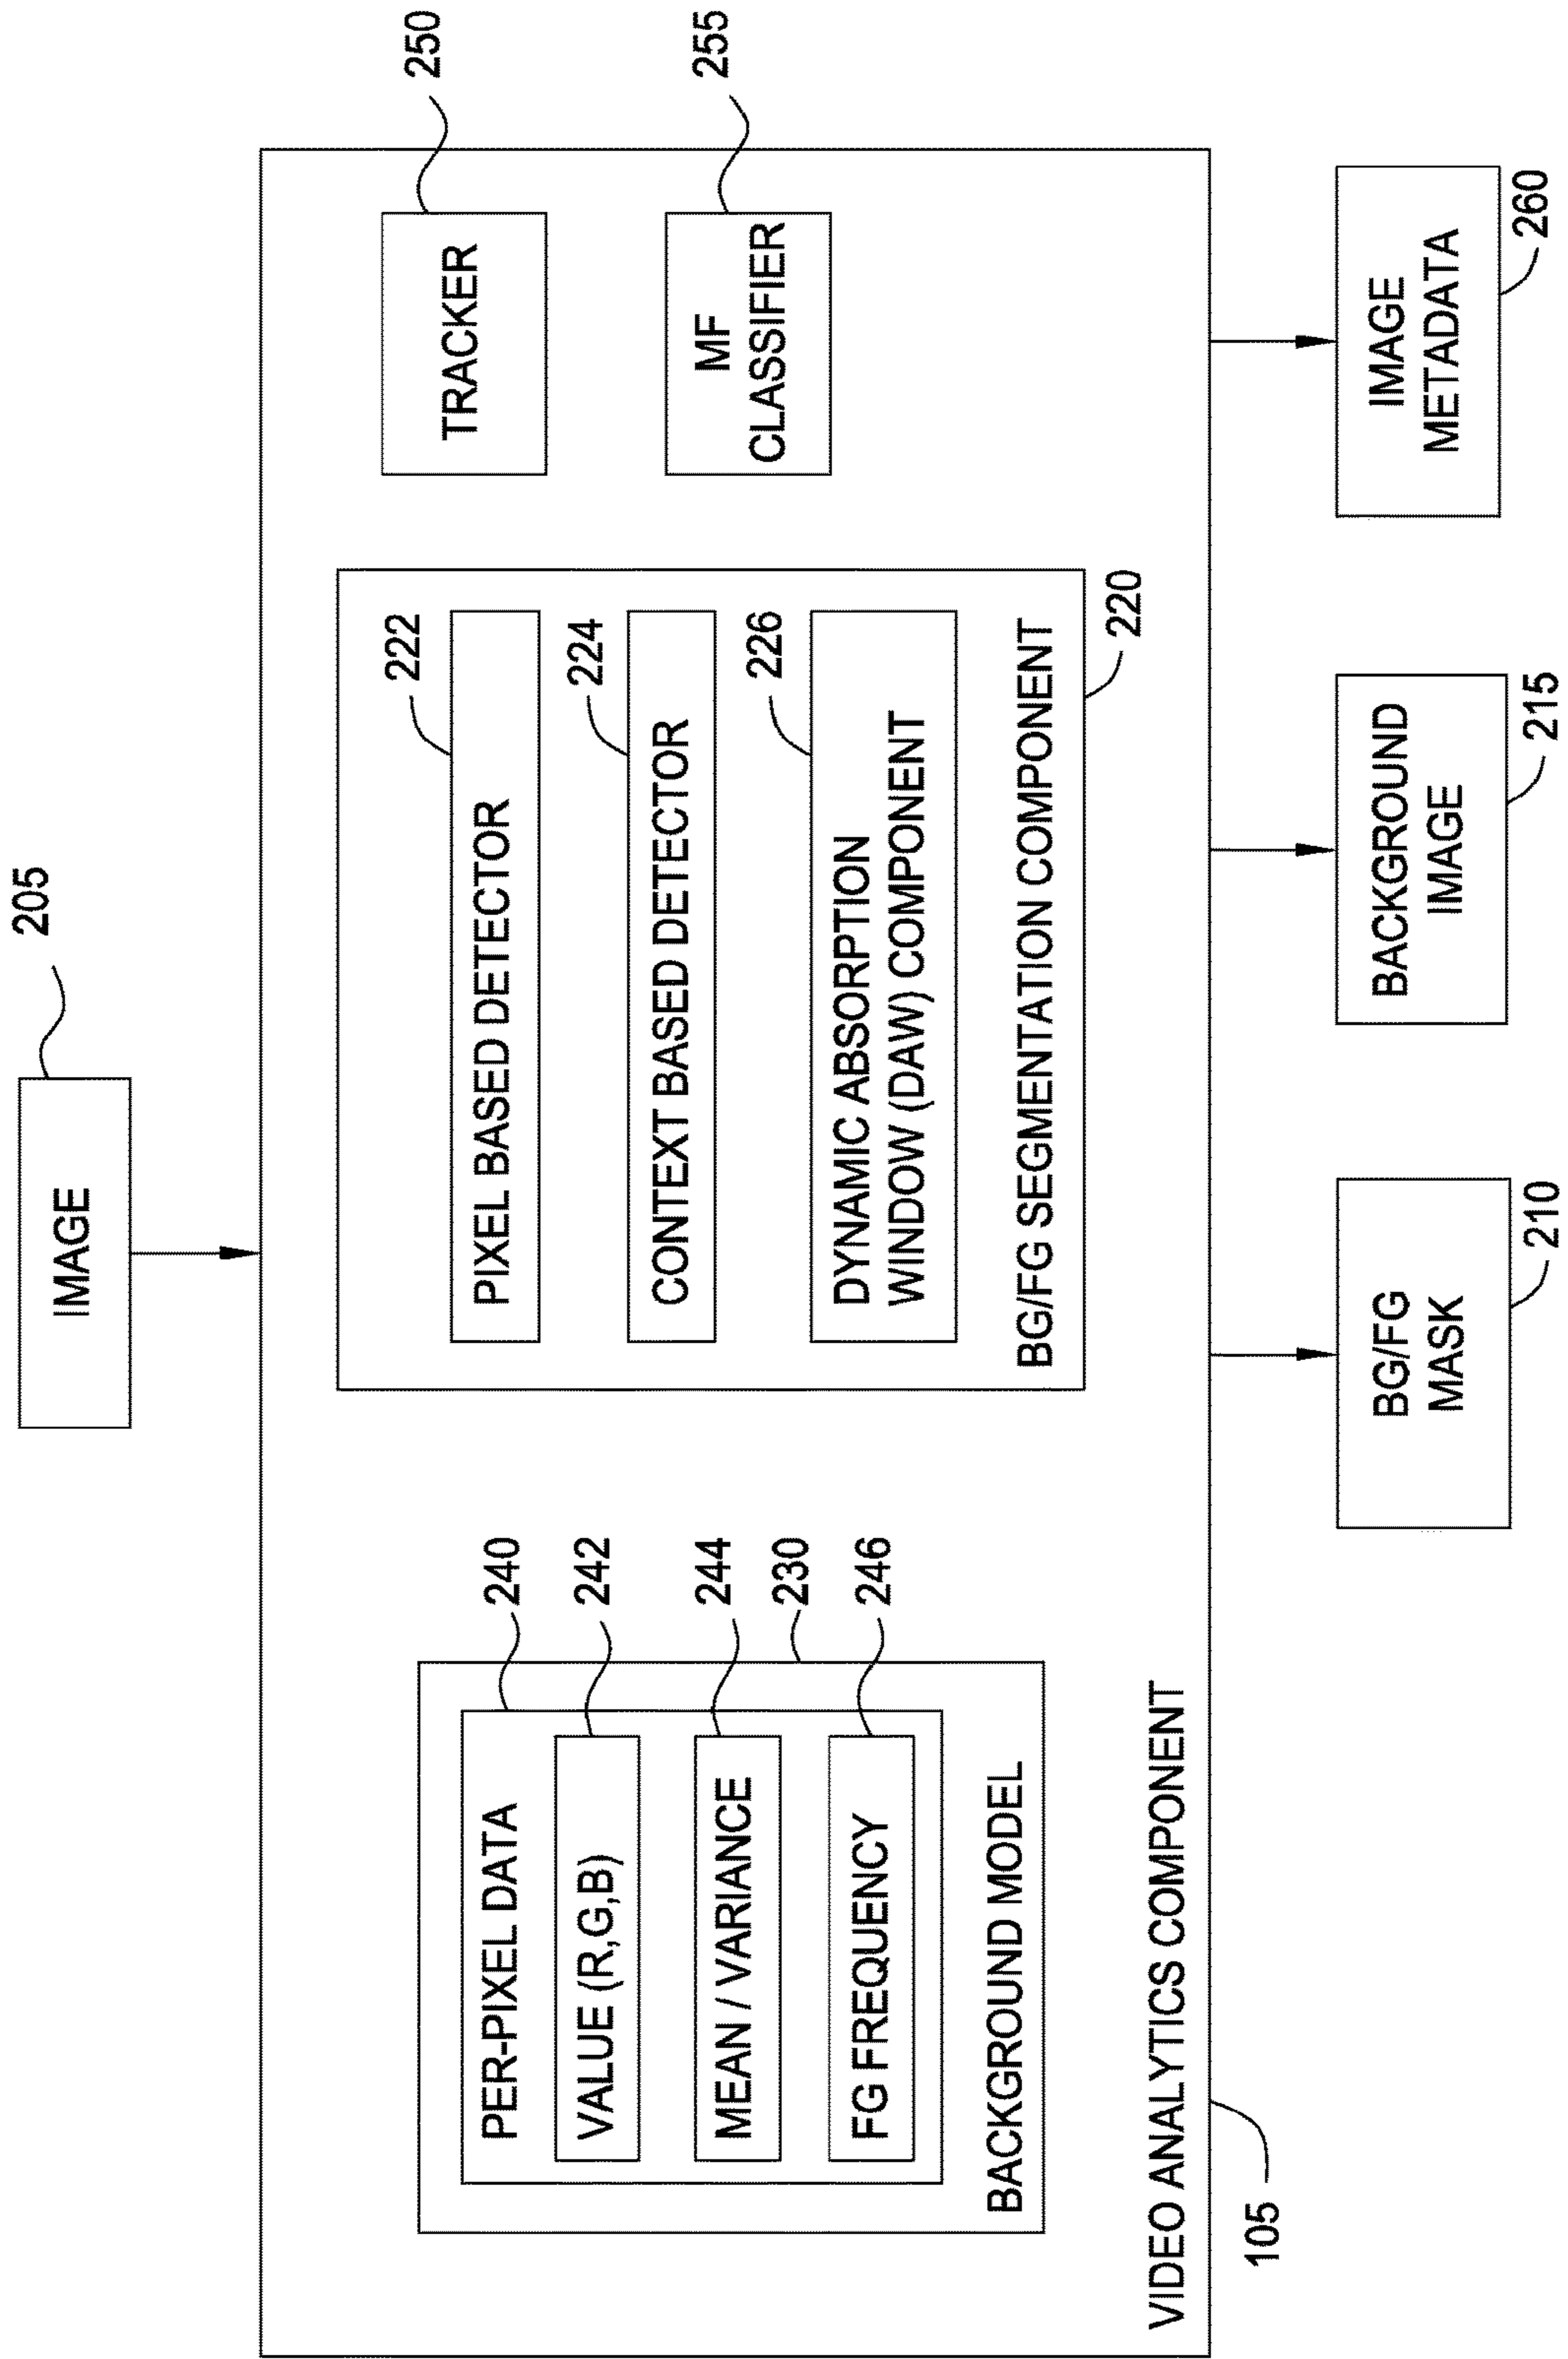 205
IMAGE
240
PER-PIXEL DATA
242
VALUE (R,G,B)
244
MEAN / VARIANCE
246
FG FREQUENCY
230
BACKGROUND MODEL
222
PIXEL BASED DETECTOR
224
CONTEXT BASED DETECTOR
226
DYNAMIC ABSORPTION
WINDOW (DAW) COMPONENT
BG/FG SEGMENTATION COMPONENT
220
250
TRACKER
255
MF
CLASSIFIER
VIDEO ANALYTICS COMPONENT
105
BG/FG
MASK
210
BACKGROUND
IMAGE
215
IMAGE
METADATA
260